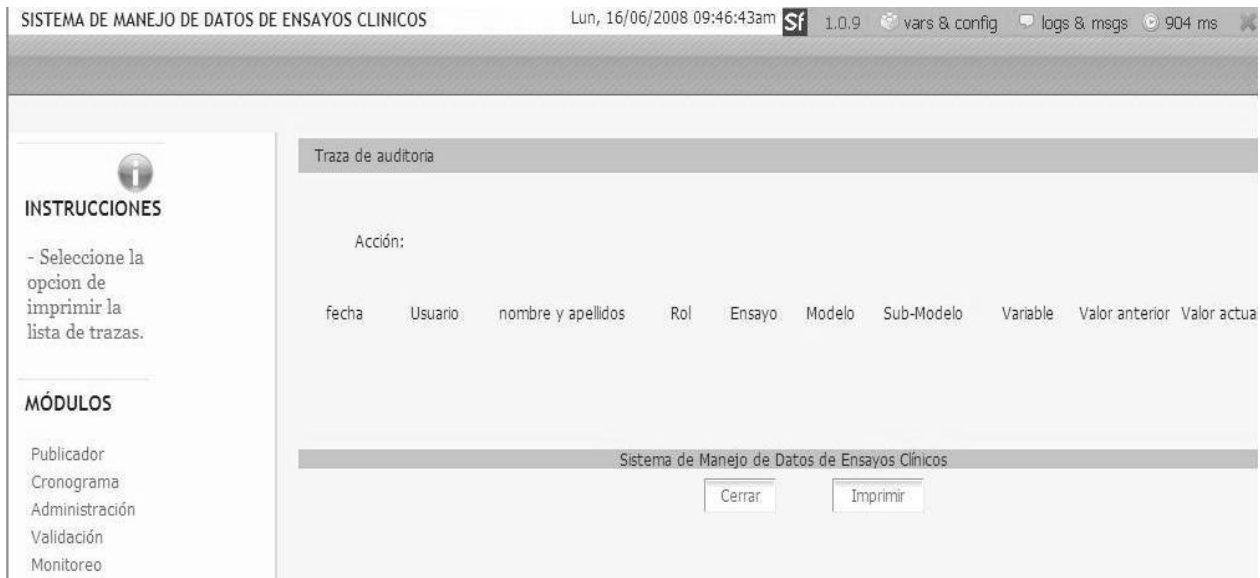 SISTEMA DE MANEJO DE DATOS DE ENSAYOS CLINICOS Lun, 16/06/2008 09:46:43am Sf 1.0.9 vars & config logs & msgs 904 ms
INSTRUCCIONES
- Seleccione la
opcion de
imprimir la
lista de trazas.
MÓDULOS
Publicador
Cronograma
Administración
Validación
Monitoreo
Traza de auditoria
Acción:
fecha Usuario nombre y apellidos Rol Ensayo Modelo Sub-Modelo Variable Valor anterior Valor actua
Sistema de Manejo de Datos de Ensayos Clínicos
Cerrar Imprimir